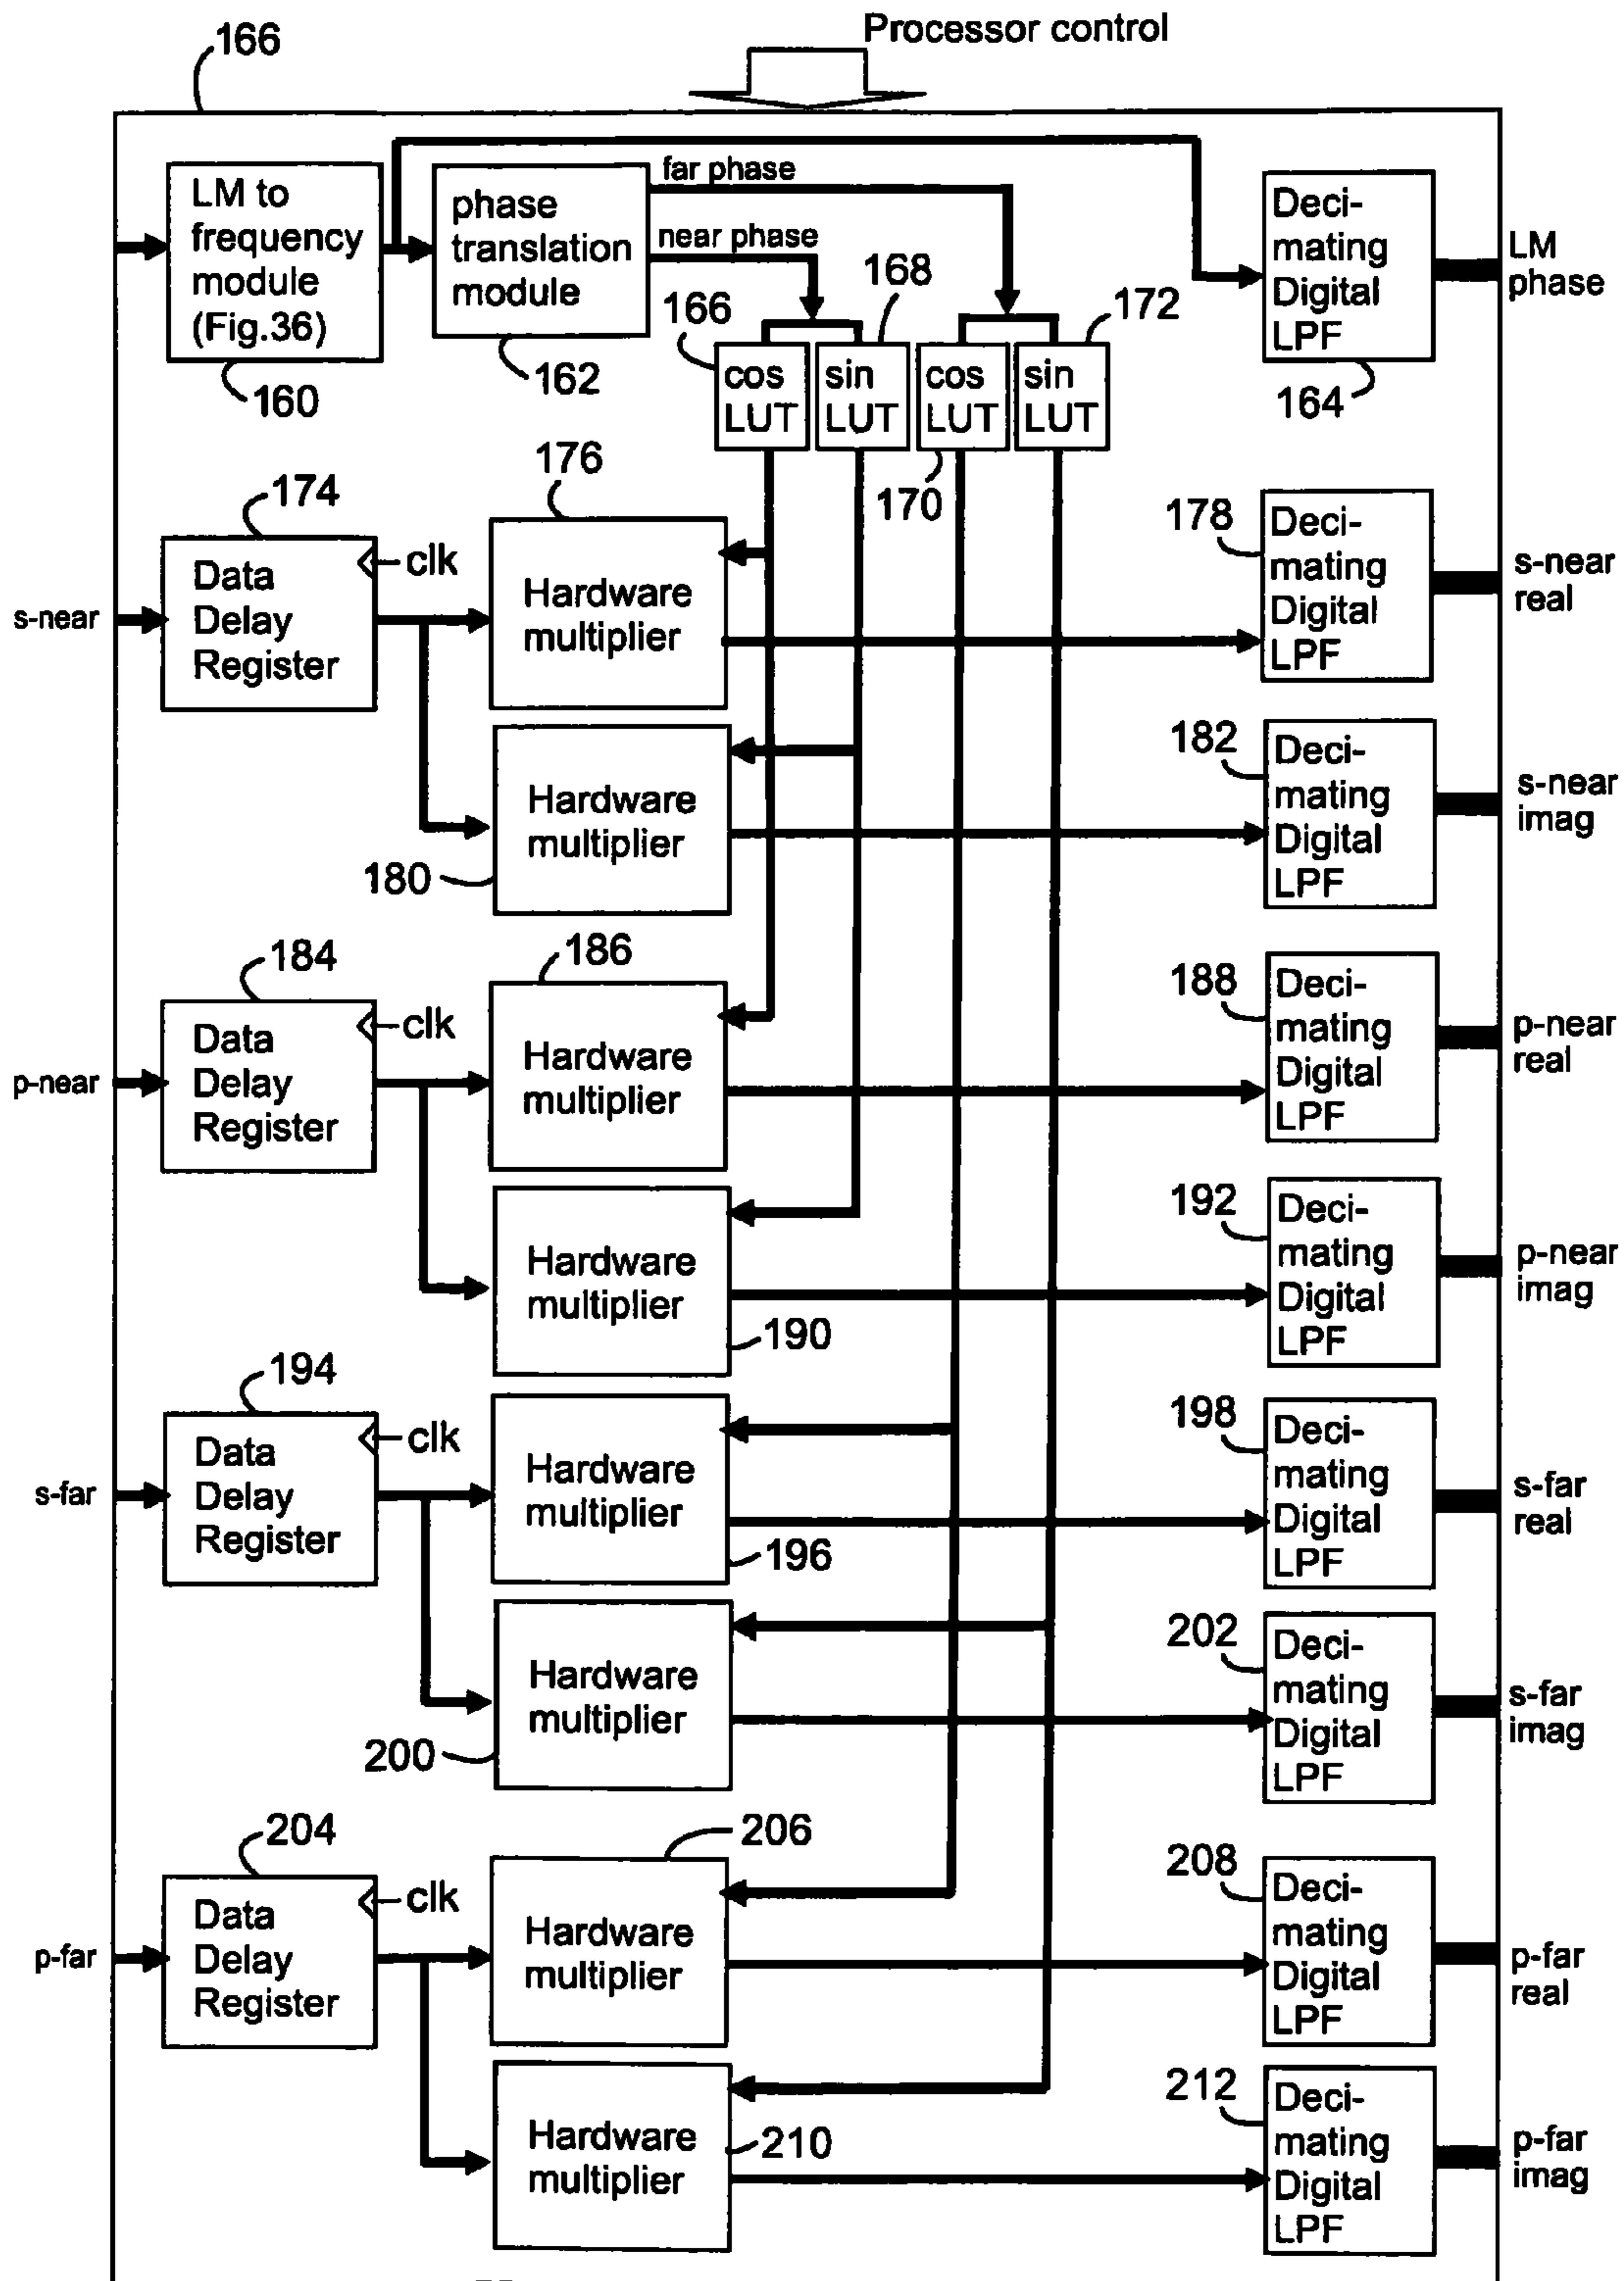 Processor control
166
LM to
frequency
module
(Fig.36)
160
phase
translation
module
162
far phase
near phase
166
168
172
cos
LUT
sin
LUT
cos
LUT
sin
LUT
170
Deci-
mating
Digital
LPF
164
LM
phase
174
clk
Data
Delay
Register
s-near
176
Hardware
multiplier
178
Deci-
mating
Digital
LPF
s-near
real
Hardware
multiplier
180
182
Deci-
mating
Digital
LPF
s-near
imag
184
clk
Data
Delay
Register
p-near
186
Hardware
multiplier
188
Deci-
mating
Digital
LPF
p-near
real
Hardware
multiplier
190
192
Deci-
mating
Digital
LPF
p-near
imag
194
clk
Data
Delay
Register
s-far
Hardware
multiplier
196
198
Deci-
mating
Digital
LPF
s-far
real
Hardware
multiplier
200
202
Deci-
mating
Digital
LPF
s-far
imag
204
clk
Data
Delay
Register
p-far
206
Hardware
multiplier
208
Deci-
mating
Digital
LPF
p-far
real
Hardware
multiplier
210
212
Deci-
mating
Digital
LPF
p-far
imag